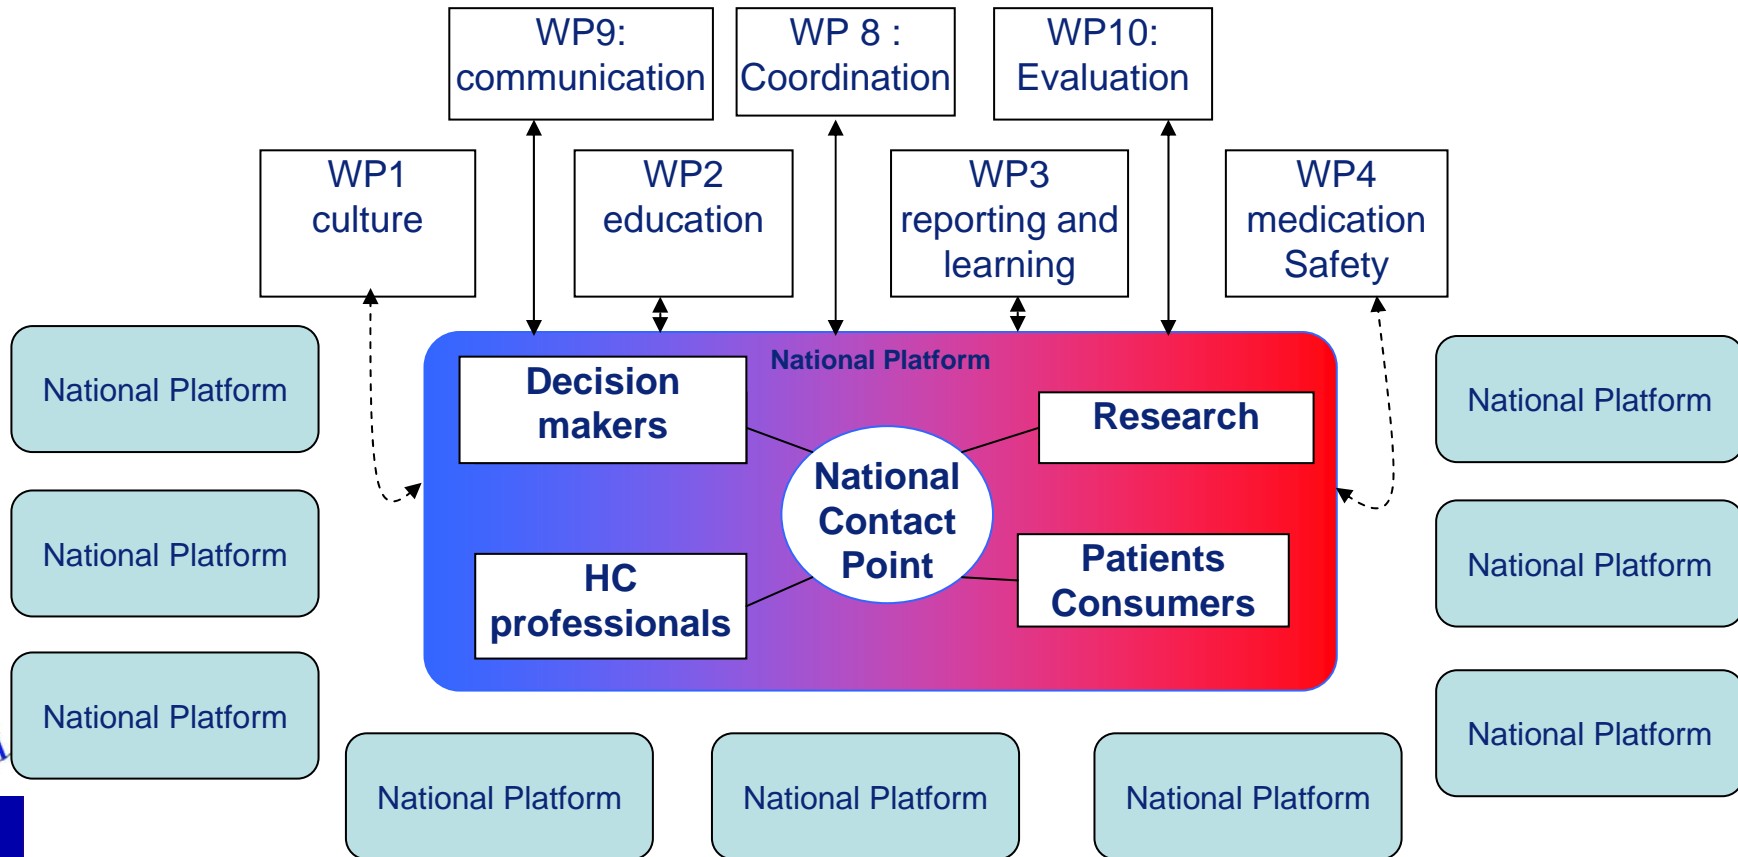 WP9:
communication
WP 8 :
Coordination
WP10:
Evaluation
WP1
culture
WP2
education
WP3
reporting and
learning
WP4
medication
Safety
National Platform
National Platform
National Platform
National Platform
Decision
makers
Research
National
Contact
Point
HC
professionals
Patients
Consumers
National Platform
National Platform
National Platform
National Platform
National Platform
National Platform